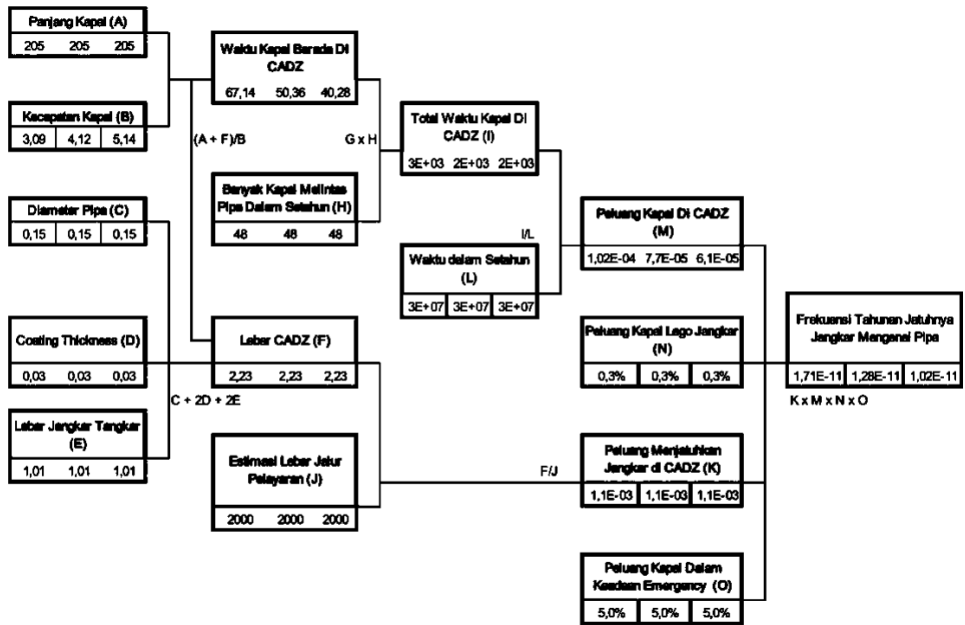 Panjang Kapal (A)
205 205 205
Kecepatan Kapal (B)
3,09 4,12 5,14
Diameter Pipa (C)
0,15 0,15 0,15
Coating Thickness (D)
0,03 0,03 0,03
Lebar Jangkar Tangkar
(E)
1,01 1,01 1,01
Waktu Kapal Berada Di
CADZ
67,14 50,36 40,28
(A + F)/B
Banyak Kapal Melintas
Pipa Dalam Setahun (H)
48 48 48
Lebar CADZ (F)
2,23 2,23 2,23
C + 2D + 2E
Estimasi Lebar Jalur
Pelayaran (J)
2000 2000 2000
G x H
Total Waktu Kapal Di
CADZ (I)
3E+03 2E+03 2E+03
I/L
Waktu dalam Setahun
(L)
3E+07 3E+07 3E+07
F/J
Peluang Kapal Di CADZ
(M)
1,02E-04 7,7E-05 6,1E-05
Peluang Kapal Lego Jangkar
(N)
0,3% 0,3% 0,3%
Peluang Menjatuhkan
Jangkar di CADZ (K)
1,1E-03 1,1E-03 1,1E-03
Peluang Kapal Dalam
Keadaan Emergency (O)
5,0% 5,0% 5,0%
Frekuensi Tahunan Jatuhnya
Jangkar Mengenai Pipa
1,71E-11 1,28E-11 1,02E-11
K x M x N x O